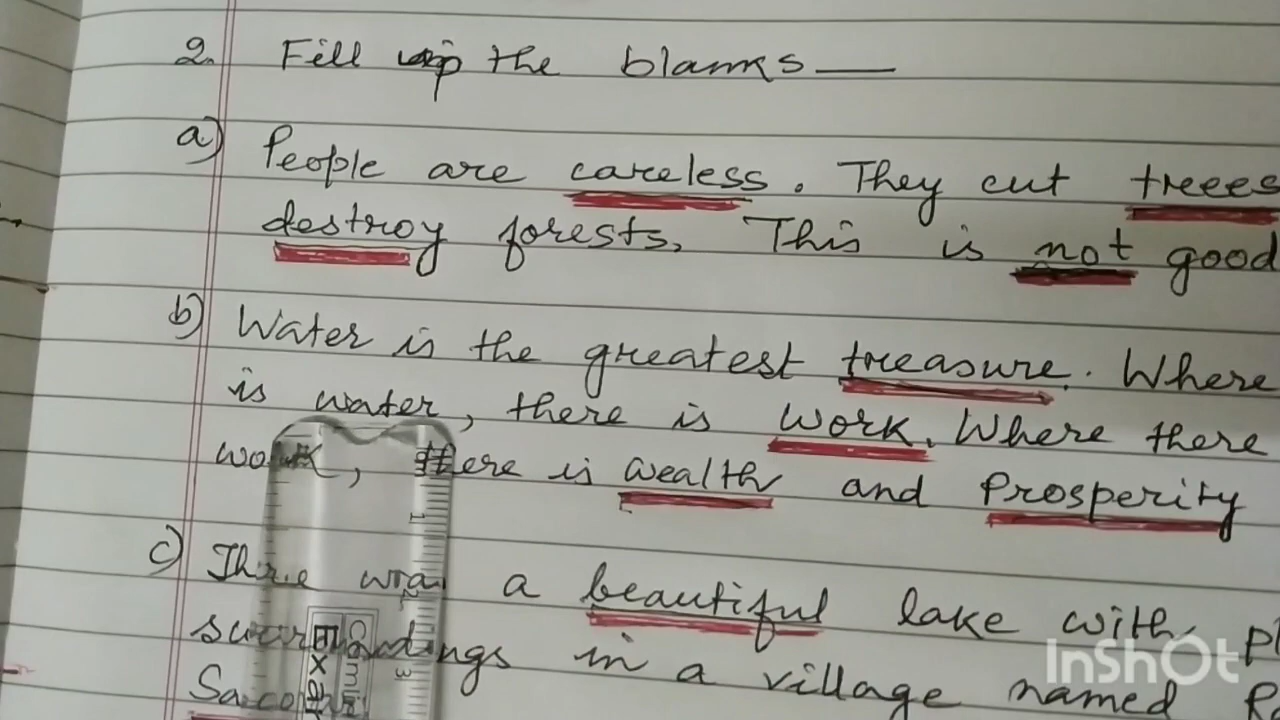 2. Fill up the blanks —
a) People are careless. They cut treees
destroy forests. This is not good
b) Water is the greatest treasure. Where
is water, there is work. Where there
work, there is wealth and Prosperity
c) There was a beautiful lake with
surroundings in a village named
InShOt